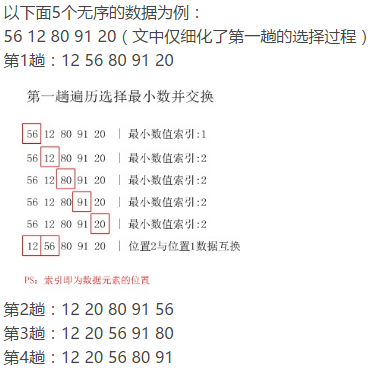 以下面5个无序的数据为例：
56 12 80 91 20（文中仅细化了第一趟的选择过程）
第1趟：12 56 80 91 20
第一趟遍历选择最小数并交换
56 12 80 91 20 | 最小数值索引:1
56 12 80 91 20 | 最小数值索引:2
56 12 80 91 20 | 最小数值索引:2
56 12 80 91 20 | 最小数值索引:2
56 12 80 91 20 | 最小数值索引:2
12 56 80 91 20 | 位置2与位置1数据互换
PS：索引即为数据元素的位置
第2趟：12 20 80 91 56
第3趟：12 20 56 91 80
第4趟：12 20 56 80 91